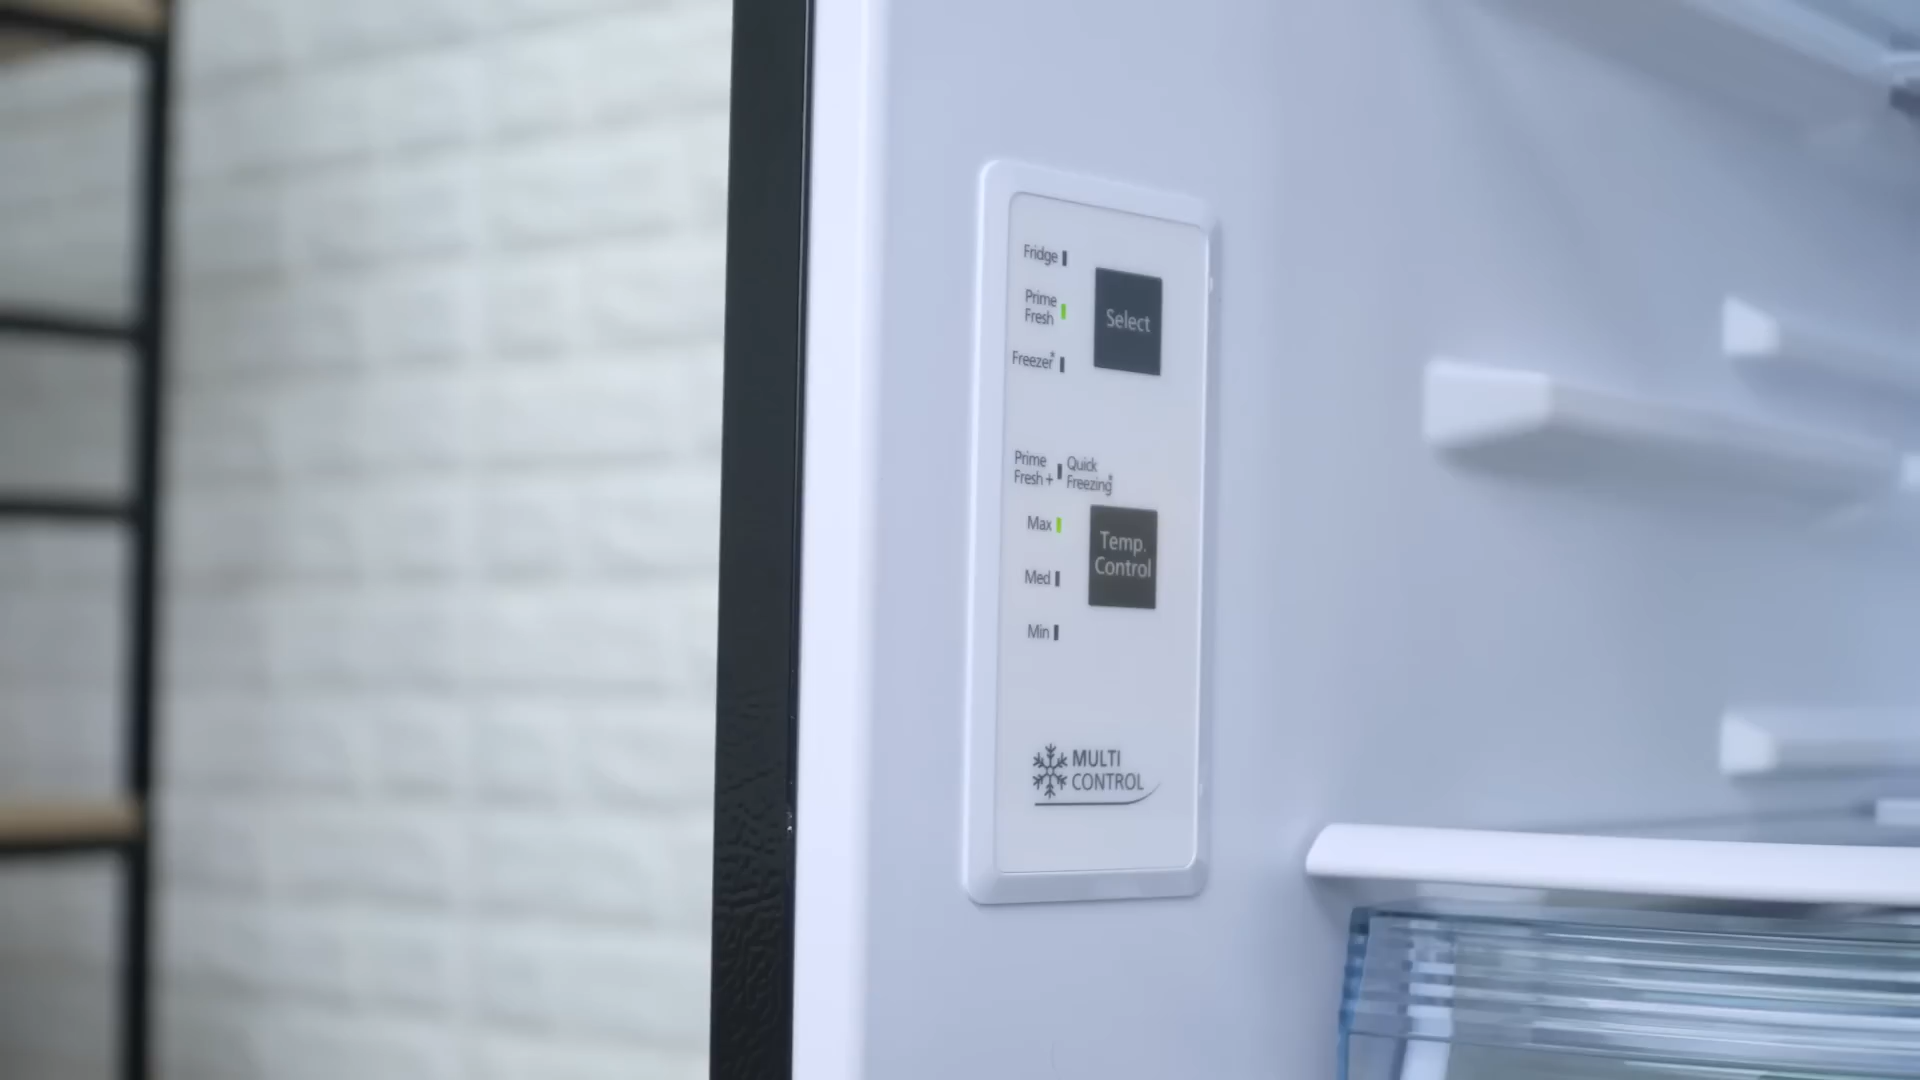 Fridge
Prime
Fresh
Freezer*
Select
Prime
Fresh +
Quick
Freezing*
Max
Med
Min
Temp.
Control
MULTI
CONTROL